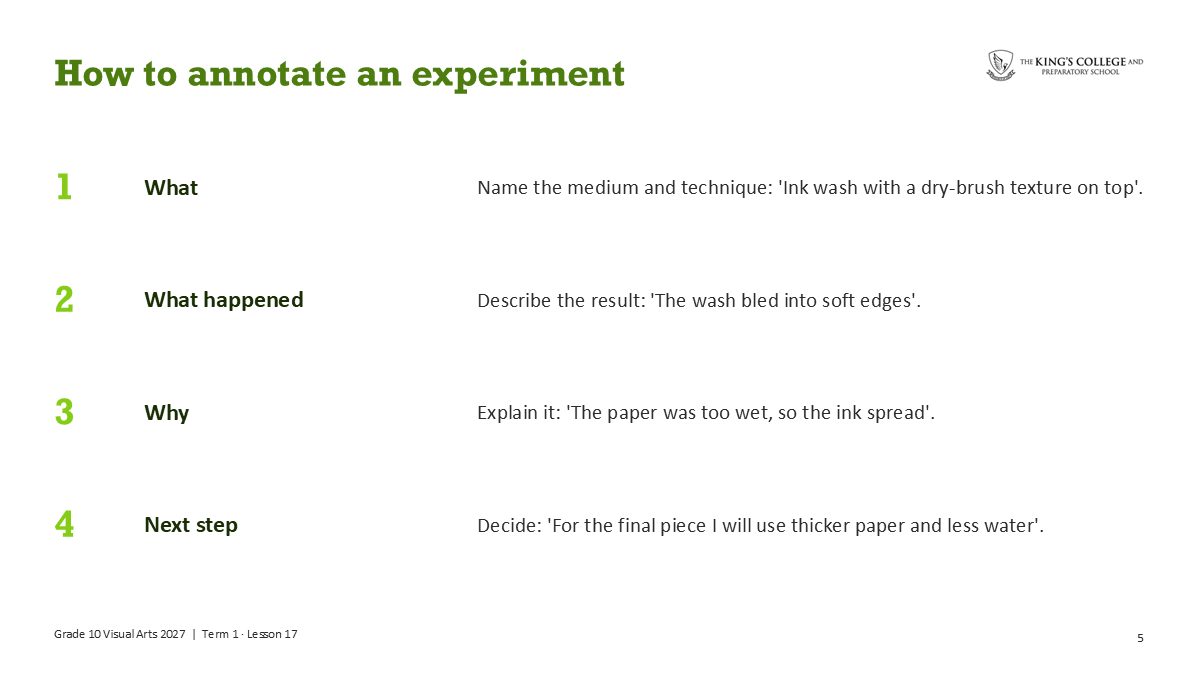 How to annotate an experiment
THE KING'S COLLEGE AND
PREPARATORY SCHOOL
1 What Name the medium and technique: 'Ink wash with a dry-brush texture on top'.
2 What happened Describe the result: 'The wash bled into soft edges'.
3 Why Explain it: 'The paper was too wet, so the ink spread'.
4 Next step Decide: 'For the final piece I will use thicker paper and less water'.
Grade 10 Visual Arts 2027 | Term 1 · Lesson 17
5